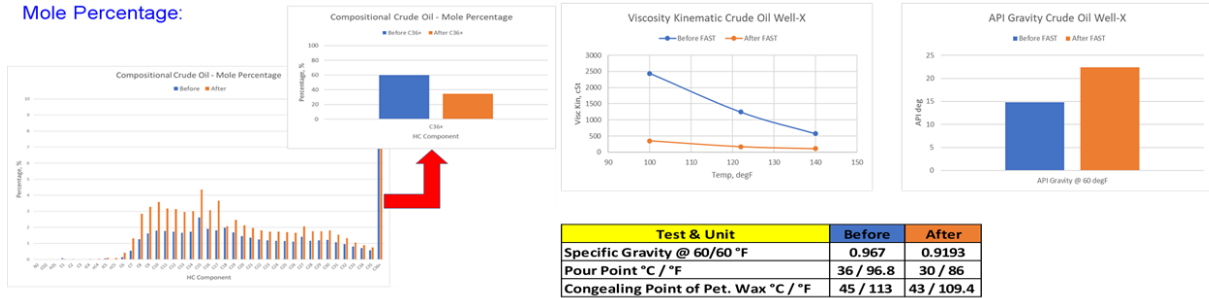 Mole Percentage:
Compositional Crude Oil - Mole Percentage
Before C36+ After C36+
100
80
60
40
20
0
Percentage, %
C36+
HC Component
Compositional Crude Oil - Mole Percentage
Before After
Percentage, %
HC Component
Viscosity Kinematic Crude Oil Well-X
Before FAST After FAST
3000
2500
2000
1500
1000
500
0
Visc Kin, cSt
90 100 110 120 130 140 150
Temp, degF
API Gravity Crude Oil Well-X
Before FAST After FAST
25
20
15
10
5
0
API deg
API Gravity @ 60 degF
Test & Unit Before After
Specific Gravity @ 60/60 °F 0.967 0.9193
Pour Point °C / °F 36 / 96.8 30 / 86
Congealing Point of Pet. Wax °C / °F 45 / 113 43 / 109.4